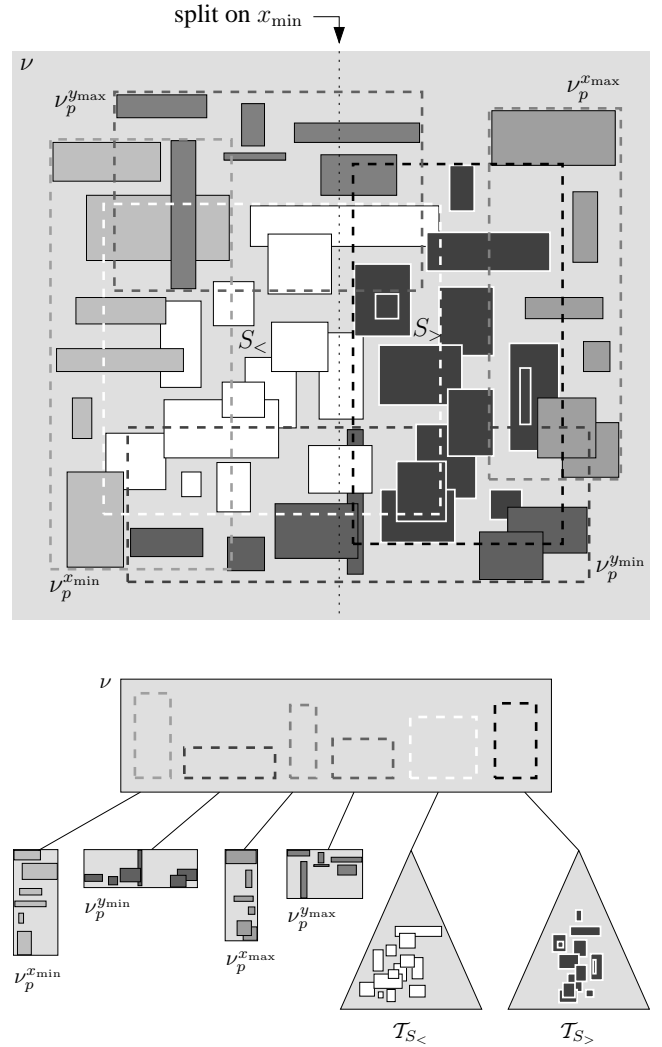 split on x_min
ν
ν_p^{y_max}
ν_p^{x_max}
S_<
S_>
ν_p^{x_min}
ν_p^{y_min}
ν
ν_p^{x_min}
ν_p^{y_min}
ν_p^{x_max}
ν_p^{y_max}
𝒯_{S_<}
𝒯_{S_>}